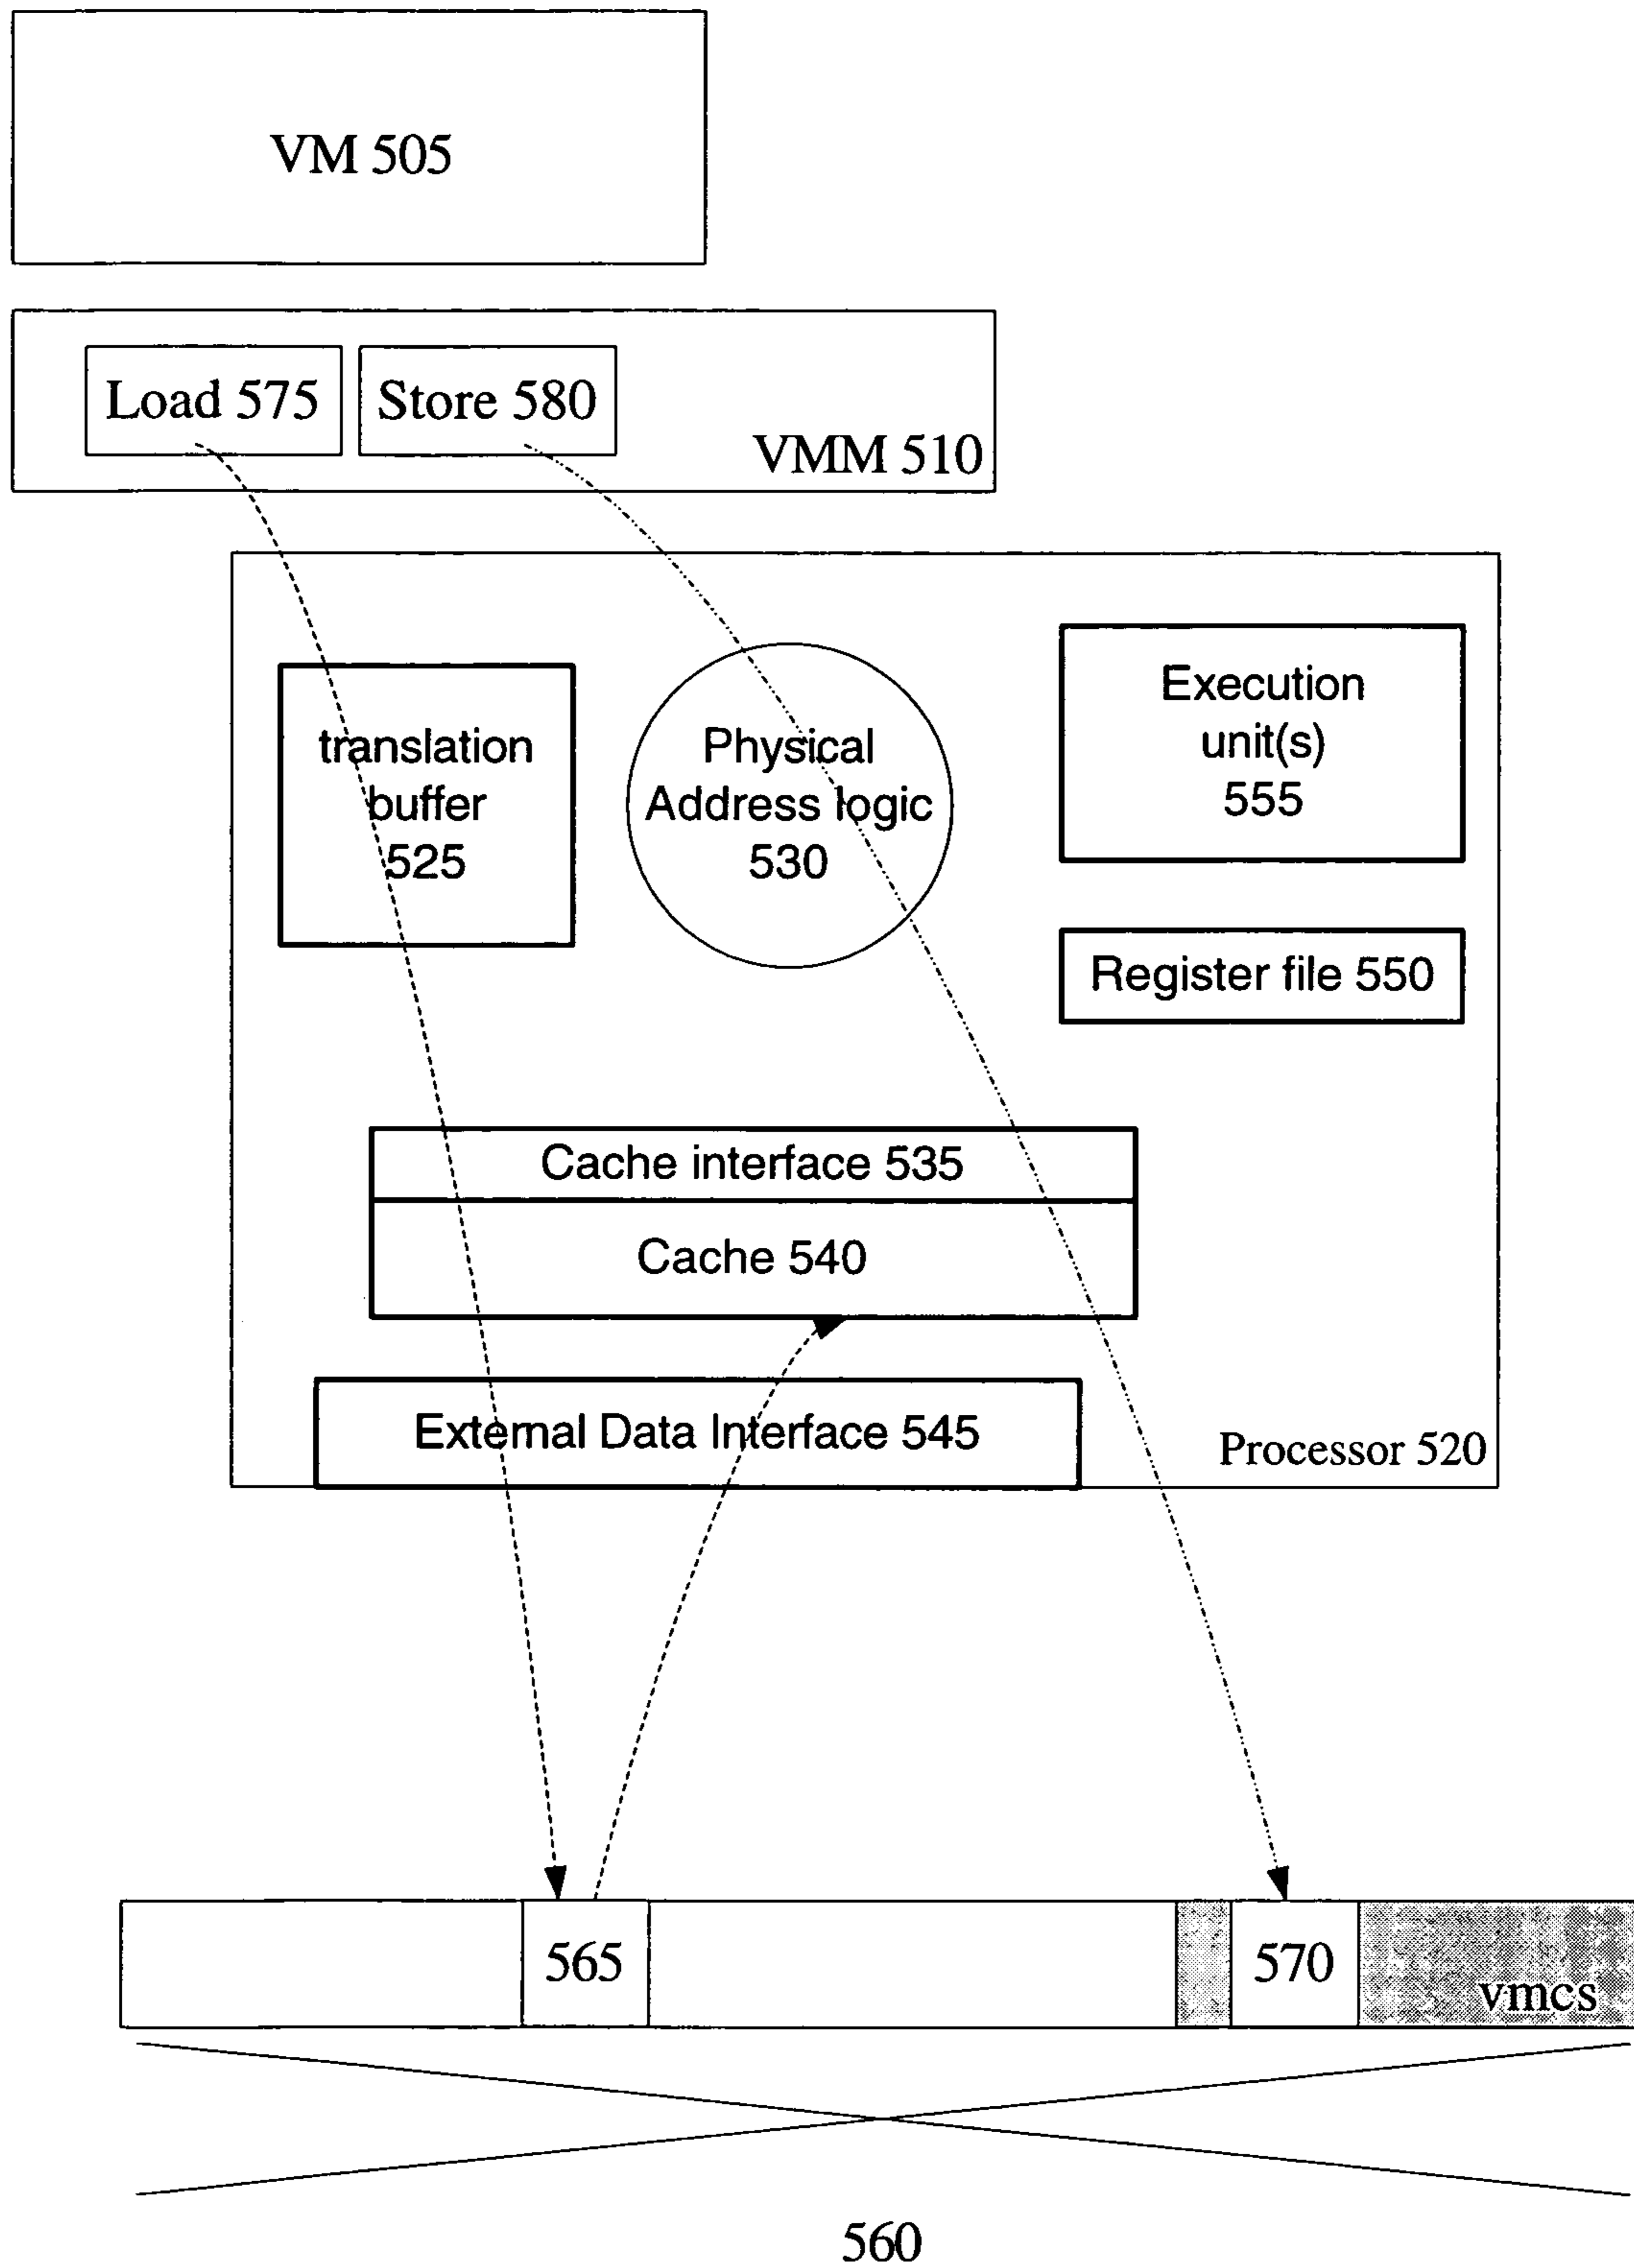 VM 505
Load 575
Store 580
VMM 510
translation
buffer
525
Physical
Address logic
530
Execution
unit(s)
555
Register file 550
Cache interface 535
Cache 540
External Data Interface 545
Processor 520
565
570
vmcs
560